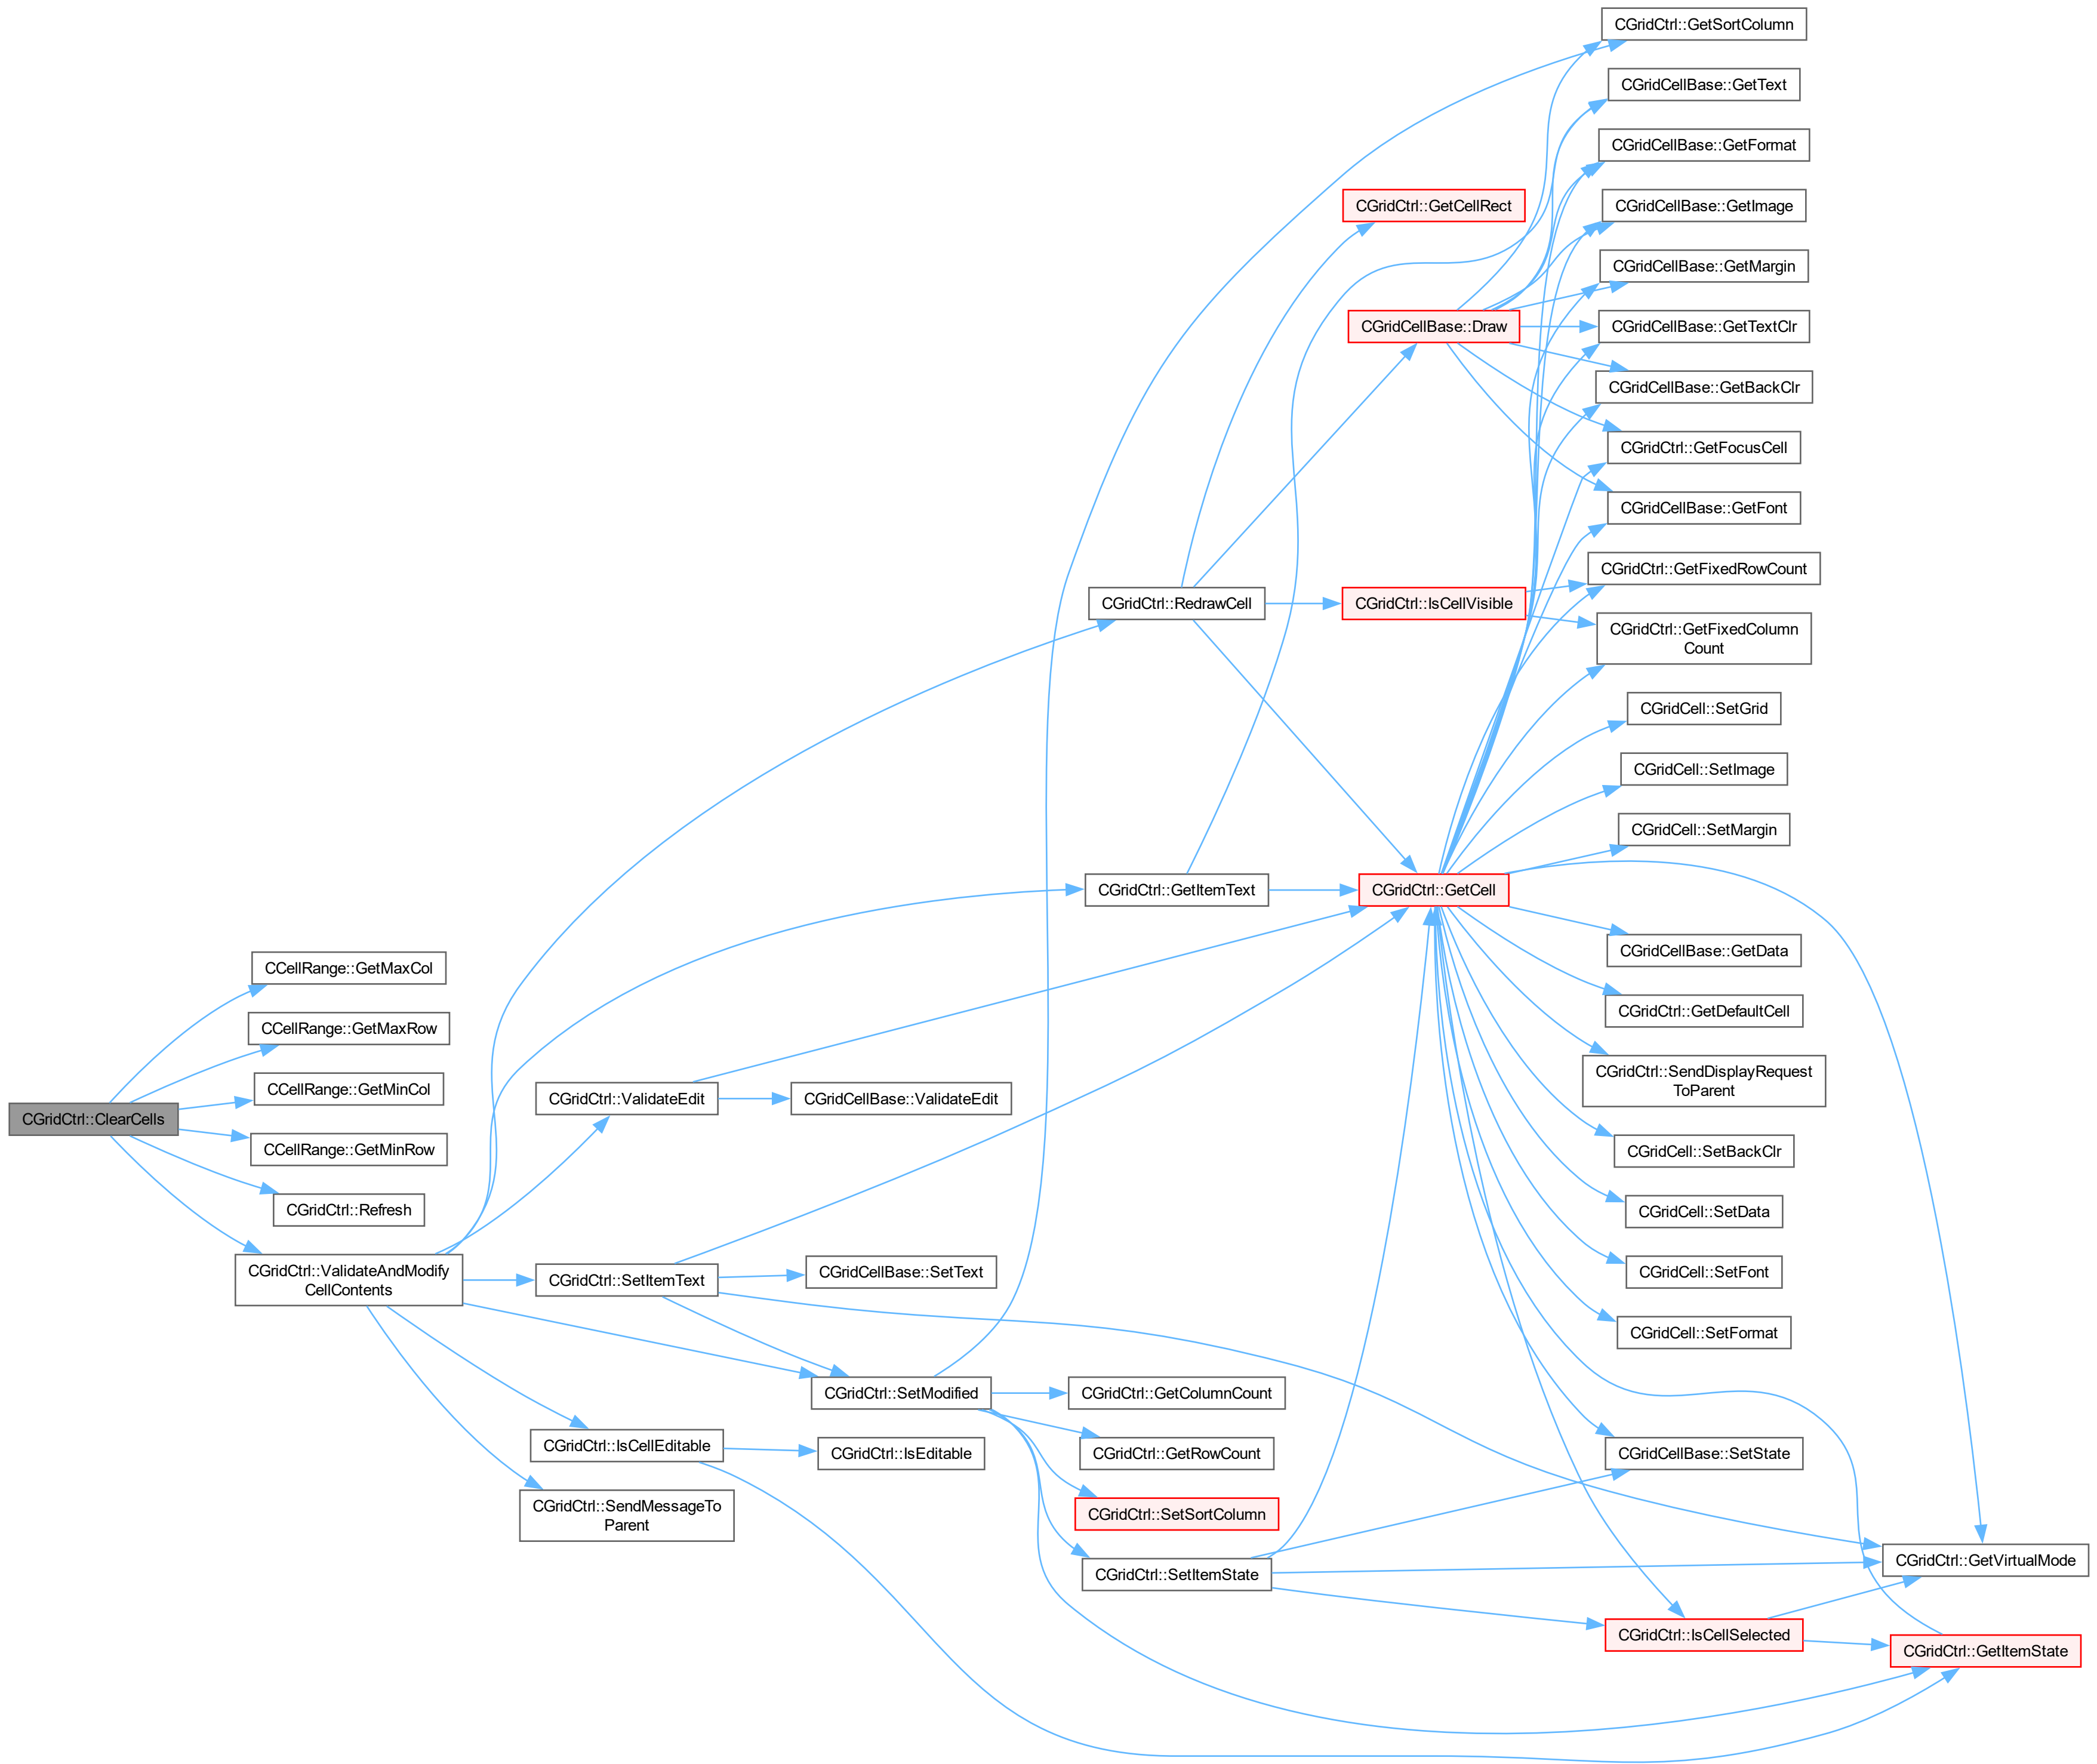 CGridCtrl::ClearCells
CCellRange::GetMaxCol
CCellRange::GetMaxRow
CCellRange::GetMinCol
CCellRange::GetMinRow
CGridCtrl::Refresh
CGridCtrl::ValidateAndModify
CellContents
CGridCtrl::ValidateEdit
CGridCtrl::SetItemText
CGridCtrl::IsCellEditable
CGridCtrl::SendMessageTo
Parent
CGridCellBase::ValidateEdit
CGridCellBase::SetText
CGridCtrl::SetModified
CGridCtrl::IsEditable
CGridCtrl::RedrawCell
CGridCtrl::GetItemText
CGridCtrl::GetColumnCount
CGridCtrl::GetRowCount
CGridCtrl::SetSortColumn
CGridCtrl::SetItemState
CGridCtrl::GetCellRect
CGridCellBase::Draw
CGridCtrl::IsCellVisible
CGridCtrl::GetCell
CGridCtrl::GetSortColumn
CGridCellBase::GetText
CGridCellBase::GetFormat
CGridCellBase::GetImage
CGridCellBase::GetMargin
CGridCellBase::GetTextClr
CGridCellBase::GetBackClr
CGridCtrl::GetFocusCell
CGridCellBase::GetFont
CGridCtrl::GetFixedRowCount
CGridCtrl::GetFixedColumn
Count
CGridCell::SetGrid
CGridCell::SetImage
CGridCell::SetMargin
CGridCellBase::GetData
CGridCtrl::GetDefaultCell
CGridCtrl::SendDisplayRequest
ToParent
CGridCell::SetBackClr
CGridCell::SetData
CGridCell::SetFont
CGridCell::SetFormat
CGridCellBase::SetState
CGridCtrl::IsCellSelected
CGridCtrl::GetVirtualMode
CGridCtrl::GetItemState